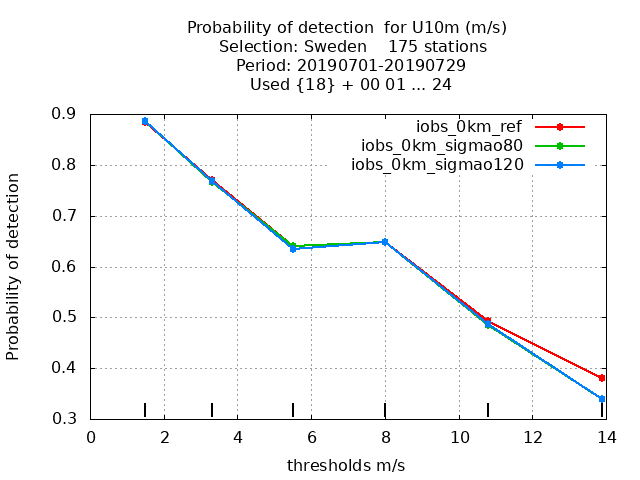 Probability of detection  for U10m (m/s)
Selection: Sweden    175 stations
Period: 20190701-20190729
Used {18} + 00 01 ... 24
iobs_0km_ref
iobs_0km_sigmao80
iobs_0km_sigmao120
Probability of detection
0.9
0.8
0.7
0.6
0.5
0.4
0.3
0 2 4 6 8 10 12 14
thresholds m/s